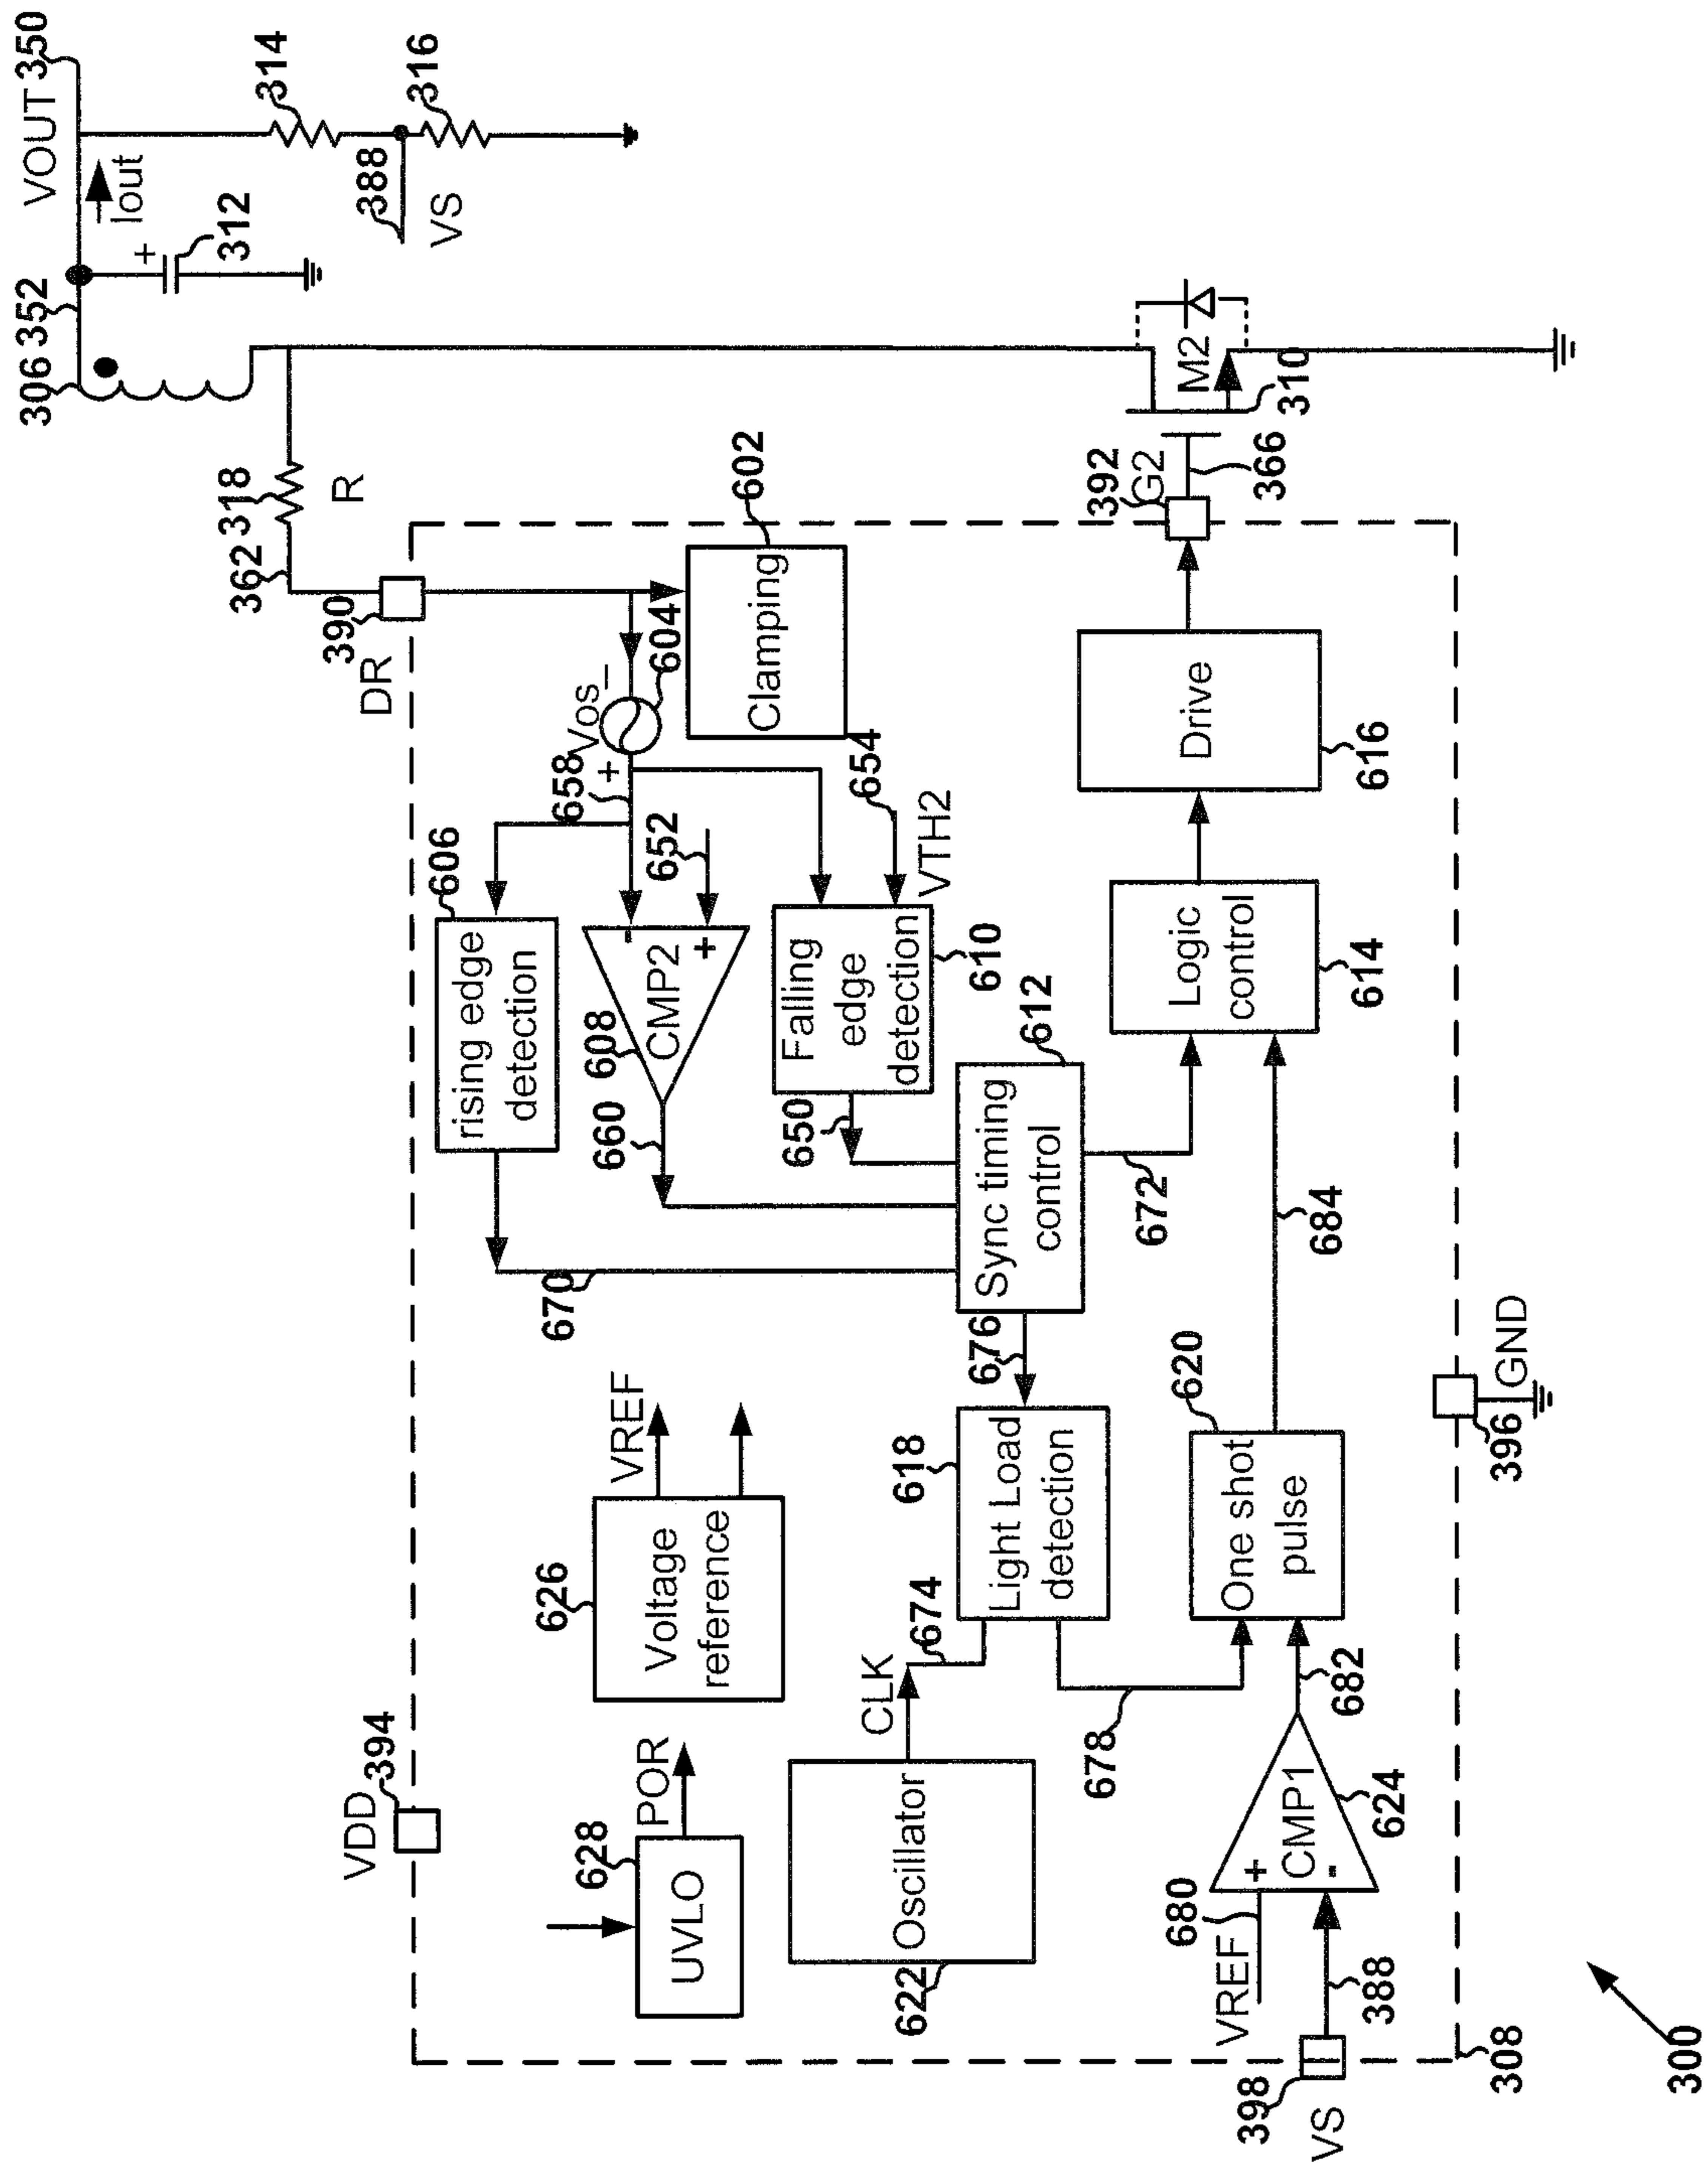 VOUT
350
314
316
388
VS
Iout
+
312
352
306
318
R
362
390
DR
602
Clamping
604
Vos
−
+
658
606
rising edge
detection
652
-
+
CMP2
608
654
VTH2
Falling
edge
detection
610
660
650
670
612
Sync timing
control
672
676
Logic
control
614
Drive
616
392
G2
366
M2
310
VDD
394
628
UVLO
POR
626
Voltage
reference
VREF
622
Oscillator
CLK
674
618
Light Load
detection
678
620
One shot
pulse
684
682
680
VREF
+
-
CMP1
624
388
398
VS
396
GND
308
300